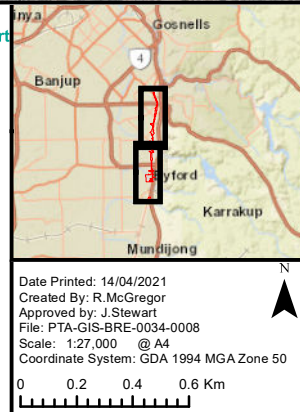 inya
Gosnells
rt
4
Banjup
Byford
Karrakup
Mundijong
N
Date Printed: 14/04/2021
Created By: R.McGregor
Approved by: J.Stewart
File: PTA-GIS-BRE-0034-0008
Scale: 1:27,000 @ A4
Coordinate System: GDA 1994 MGA Zone 50
0 0.2 0.4 0.6 Km